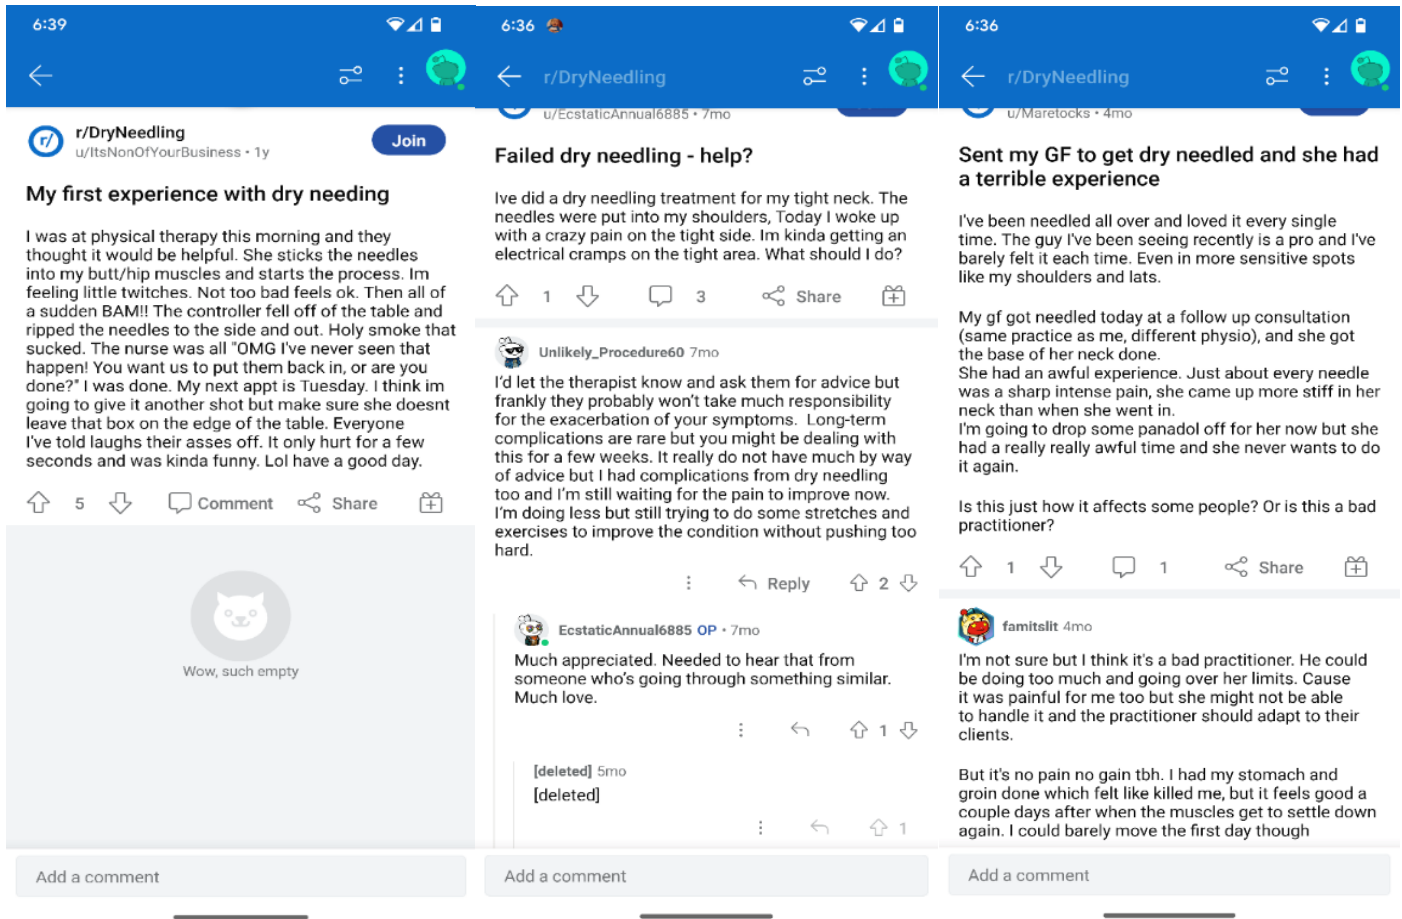 6:39
r/DryNeedling
u/ItsNonOfYourBusiness • 1y
Join
My first experience with dry needing
I was at physical therapy this morning and they
thought it would be helpful. She sticks the needles
into my butt/hip muscles and starts the process. Im
feeling little twitches. Not too bad feels ok. Then all of
a sudden BAM!! The controller fell off of the table and
ripped the needles to the side and out. Holy smoke that
sucked. The nurse was all "OMG I've never seen that
happen! You want us to put them back in, or are you
done?" I was done. My next appt is Tuesday. I think im
going to give it another shot but make sure she doesnt
leave that box on the edge of the table. Everyone
I've told laughs their asses off. It only hurt for a few
seconds and was kinda funny. Lol have a good day.
5 Comment Share
Wow, such empty
Add a comment
6:36
r/DryNeedling
u/EcstaticAnnual6885 • 7mo
Failed dry needling - help?
Ive did a dry needling treatment for my tight neck. The
needles were put into my shoulders, Today I woke up
with a crazy pain on the tight side. Im kinda getting an
electrical cramps on the tight area. What should I do?
1 3 Share
Unlikely_Procedure60 7mo
I'd let the therapist know and ask them for advice but
frankly they probably won't take much responsibility
for the exacerbation of your symptoms. Long-term
complications are rare but you might be dealing with
this for a few weeks. It really do not have much by way
of advice but I had complications from dry needling
too and I'm still waiting for the pain to improve now.
I'm doing less but still trying to do some stretches and
exercises to improve the condition without pushing too
hard.
Reply 2
EcstaticAnnual6885 OP • 7mo
Much appreciated. Needed to hear that from
someone who's going through something similar.
Much love.
1
[deleted] 5mo
[deleted]
1
Add a comment
6:36
r/DryNeedling
u/Maretocks • 4mo
Sent my GF to get dry needled and she had
a terrible experience
I've been needled all over and loved it every single
time. The guy I've been seeing recently is a pro and I've
barely felt it each time. Even in more sensitive spots
like my shoulders and lats.
My gf got needled today at a follow up consultation
(same practice as me, different physio), and she got
the base of her neck done.
She had an awful experience. Just about every needle
was a sharp intense pain, she came up more stiff in her
neck than when she went in.
I'm going to drop some panadol off for her now but she
had a really really awful time and she never wants to do
it again.
Is this just how it affects some people? Or is this a bad
practitioner?
1 1 Share
famitslit 4mo
I'm not sure but I think it's a bad practitioner. He could
be doing too much and going over her limits. Cause
it was painful for me too but she might not be able
to handle it and the practitioner should adapt to their
clients.
But it's no pain no gain tbh. I had my stomach and
groin done which felt like killed me, but it feels good a
couple days after when the muscles get to settle down
again. I could barely move the first day though
Add a comment